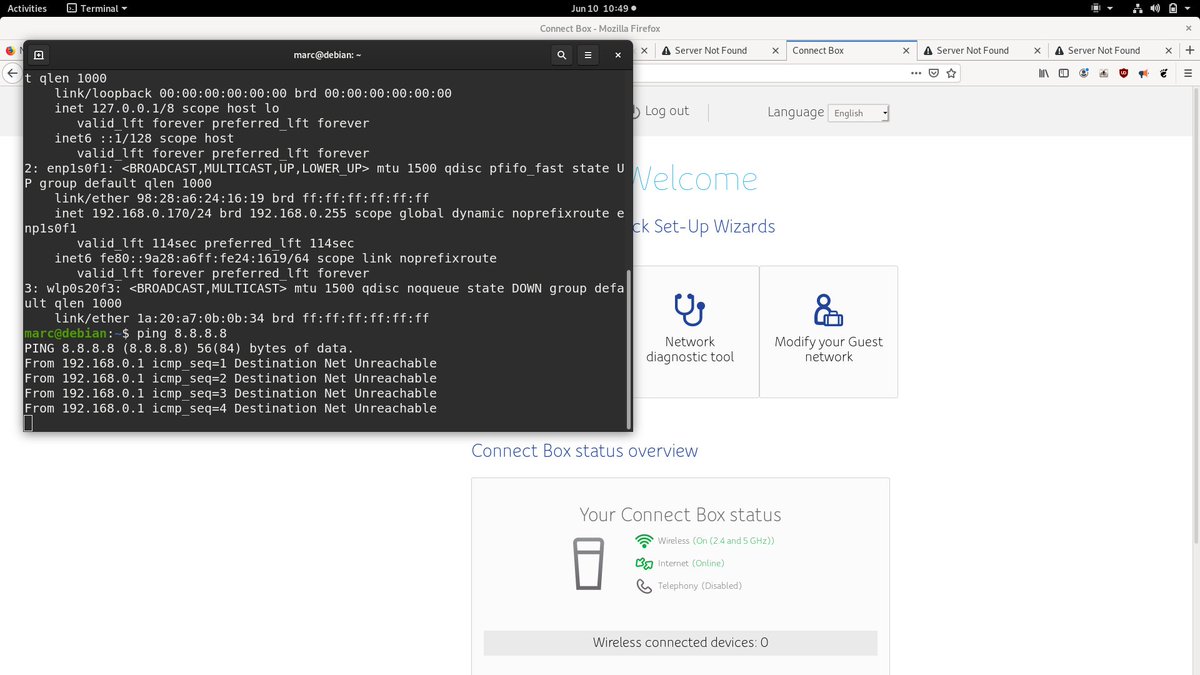 Activities
Terminal
Jun 10 10:49
Connect Box - Mozilla Firefox
Server Not Found
Connect Box
Server Not Found
Server Not Found
marc@debian: ~
t qlen 1000
link/loopback 00:00:00:00:00:00 brd 00:00:00:00:00:00
inet 127.0.0.1/8 scope host lo
valid_lft forever preferred_lft forever
inet6 ::1/128 scope host
valid_lft forever preferred_lft forever
2: enp1s0f1: <BROADCAST,MULTICAST,UP,LOWER_UP> mtu 1500 qdisc pfifo_fast state U
P group default qlen 1000
link/ether 98:28:a6:24:16:19 brd ff:ff:ff:ff:ff:ff
inet 192.168.0.170/24 brd 192.168.0.255 scope global dynamic noprefixroute e
np1s0f1
valid_lft 114sec preferred_lft 114sec
inet6 fe80::9a28:a6ff:fe24:1619/64 scope link noprefixroute
valid_lft forever preferred_lft forever
3: wlp0s20f3: <BROADCAST,MULTICAST> mtu 1500 qdisc noqueue state DOWN group defa
ult qlen 1000
link/ether 1a:20:a7:0b:0b:34 brd ff:ff:ff:ff:ff:ff
marc@debian:~$ ping 8.8.8.8
PING 8.8.8.8 (8.8.8.8) 56(84) bytes of data.
From 192.168.0.1 icmp_seq=1 Destination Net Unreachable
From 192.168.0.1 icmp_seq=2 Destination Net Unreachable
From 192.168.0.1 icmp_seq=3 Destination Net Unreachable
From 192.168.0.1 icmp_seq=4 Destination Net Unreachable
Log out
Language English
Welcome
ck Set-Up Wizards
Network
diagnostic tool
Modify your Guest
network
Connect Box status overview
Your Connect Box status
Wireless (On (2.4 and 5 GHz))
Internet (Online)
Telephony (Disabled)
Wireless connected devices: 0